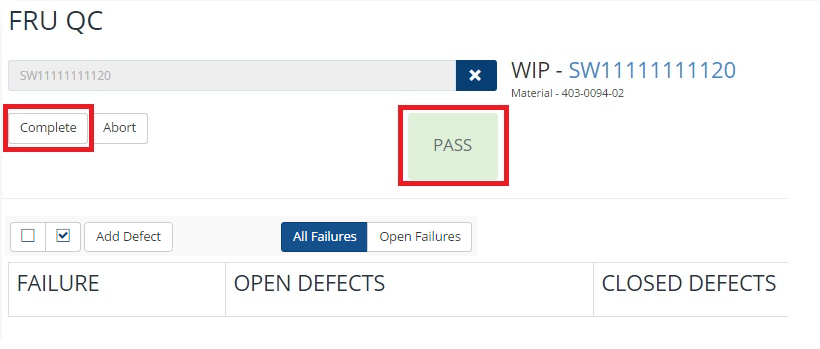 FRU QC
SW11111111120
WIP - SW11111111120
Material - 403-0094-02
Complete Abort
PASS
Add Defect All Failures Open Failures
FAILURE OPEN DEFECTS CLOSED DEFECTS